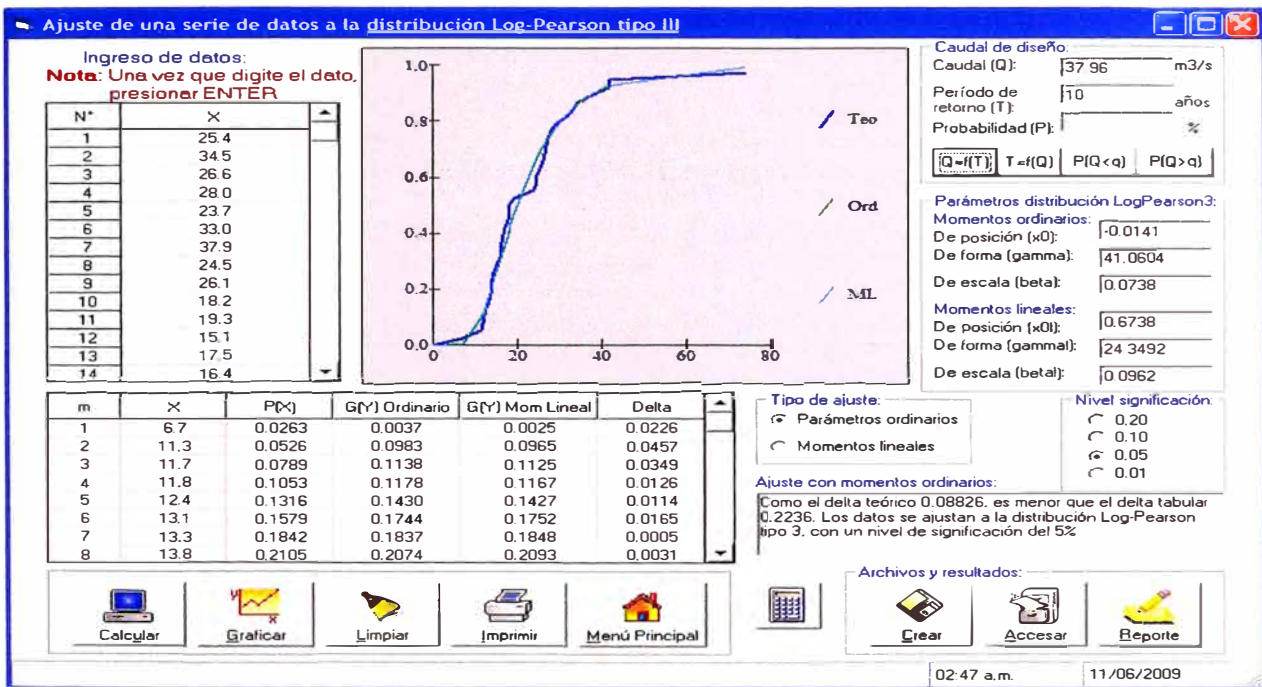 Ajuste de una serie de datos a la distribución Log-Pearson tipo III
Ingreso de datos:
Nota: Una vez que digite el dato,
presionar ENTER
N° X
1 25.4
2 34.5
3 26.6
4 28.0
5 23.7
6 33.0
7 37.9
8 24.5
9 26.1
10 18.2
11 19.3
12 15.1
13 17.5
14 16.4
1.0
0.8
0.6
0.4
0.2
0.0
0 20 40 60 80
Teo
Ord
ML
Caudal de diseño:
Caudal (Q): 37.96 m3/s
Período de
retorno (T): 10 años
Probabilidad (P): %
Q=f(T) T=f(Q) P(Q<q) P(Q>q)
Parámetros distribución LogPearson3:
Momentos ordinarios:
De posición (x0): -0.0141
De forma (gamma): 41.0604
De escala (beta): 0.0738
Momentos lineales:
De posición (x0l): 0.6738
De forma (gammal): 24.3492
De escala (betal): 0.0962
m X P(X) G(Y) Ordinario G(Y) Mom Lineal Delta
1 6.7 0.0263 0.0037 0.0025 0.0226
2 11.3 0.0526 0.0983 0.0965 0.0457
3 11.7 0.0789 0.1138 0.1125 0.0349
4 11.8 0.1053 0.1178 0.1167 0.0126
5 12.4 0.1316 0.1430 0.1427 0.0114
6 13.1 0.1579 0.1744 0.1752 0.0165
7 13.3 0.1842 0.1837 0.1848 0.0005
8 13.8 0.2105 0.2074 0.2093 0.0031
Tipo de ajuste:
Parámetros ordinarios
Momentos lineales
Nivel significación:
0.20
0.10
0.05
0.01
Ajuste con momentos ordinarios:
Como el delta teórico 0.08826, es menor que el delta tabular
0.2236. Los datos se ajustan a la distribución Log-Pearson
tipo 3, con un nivel de significación del 5%
Calcular Graficar Limpiar Imprimir Menú Principal
Archivos y resultados:
Crear Accesar Reporte
02:47 a.m. 11/06/2009